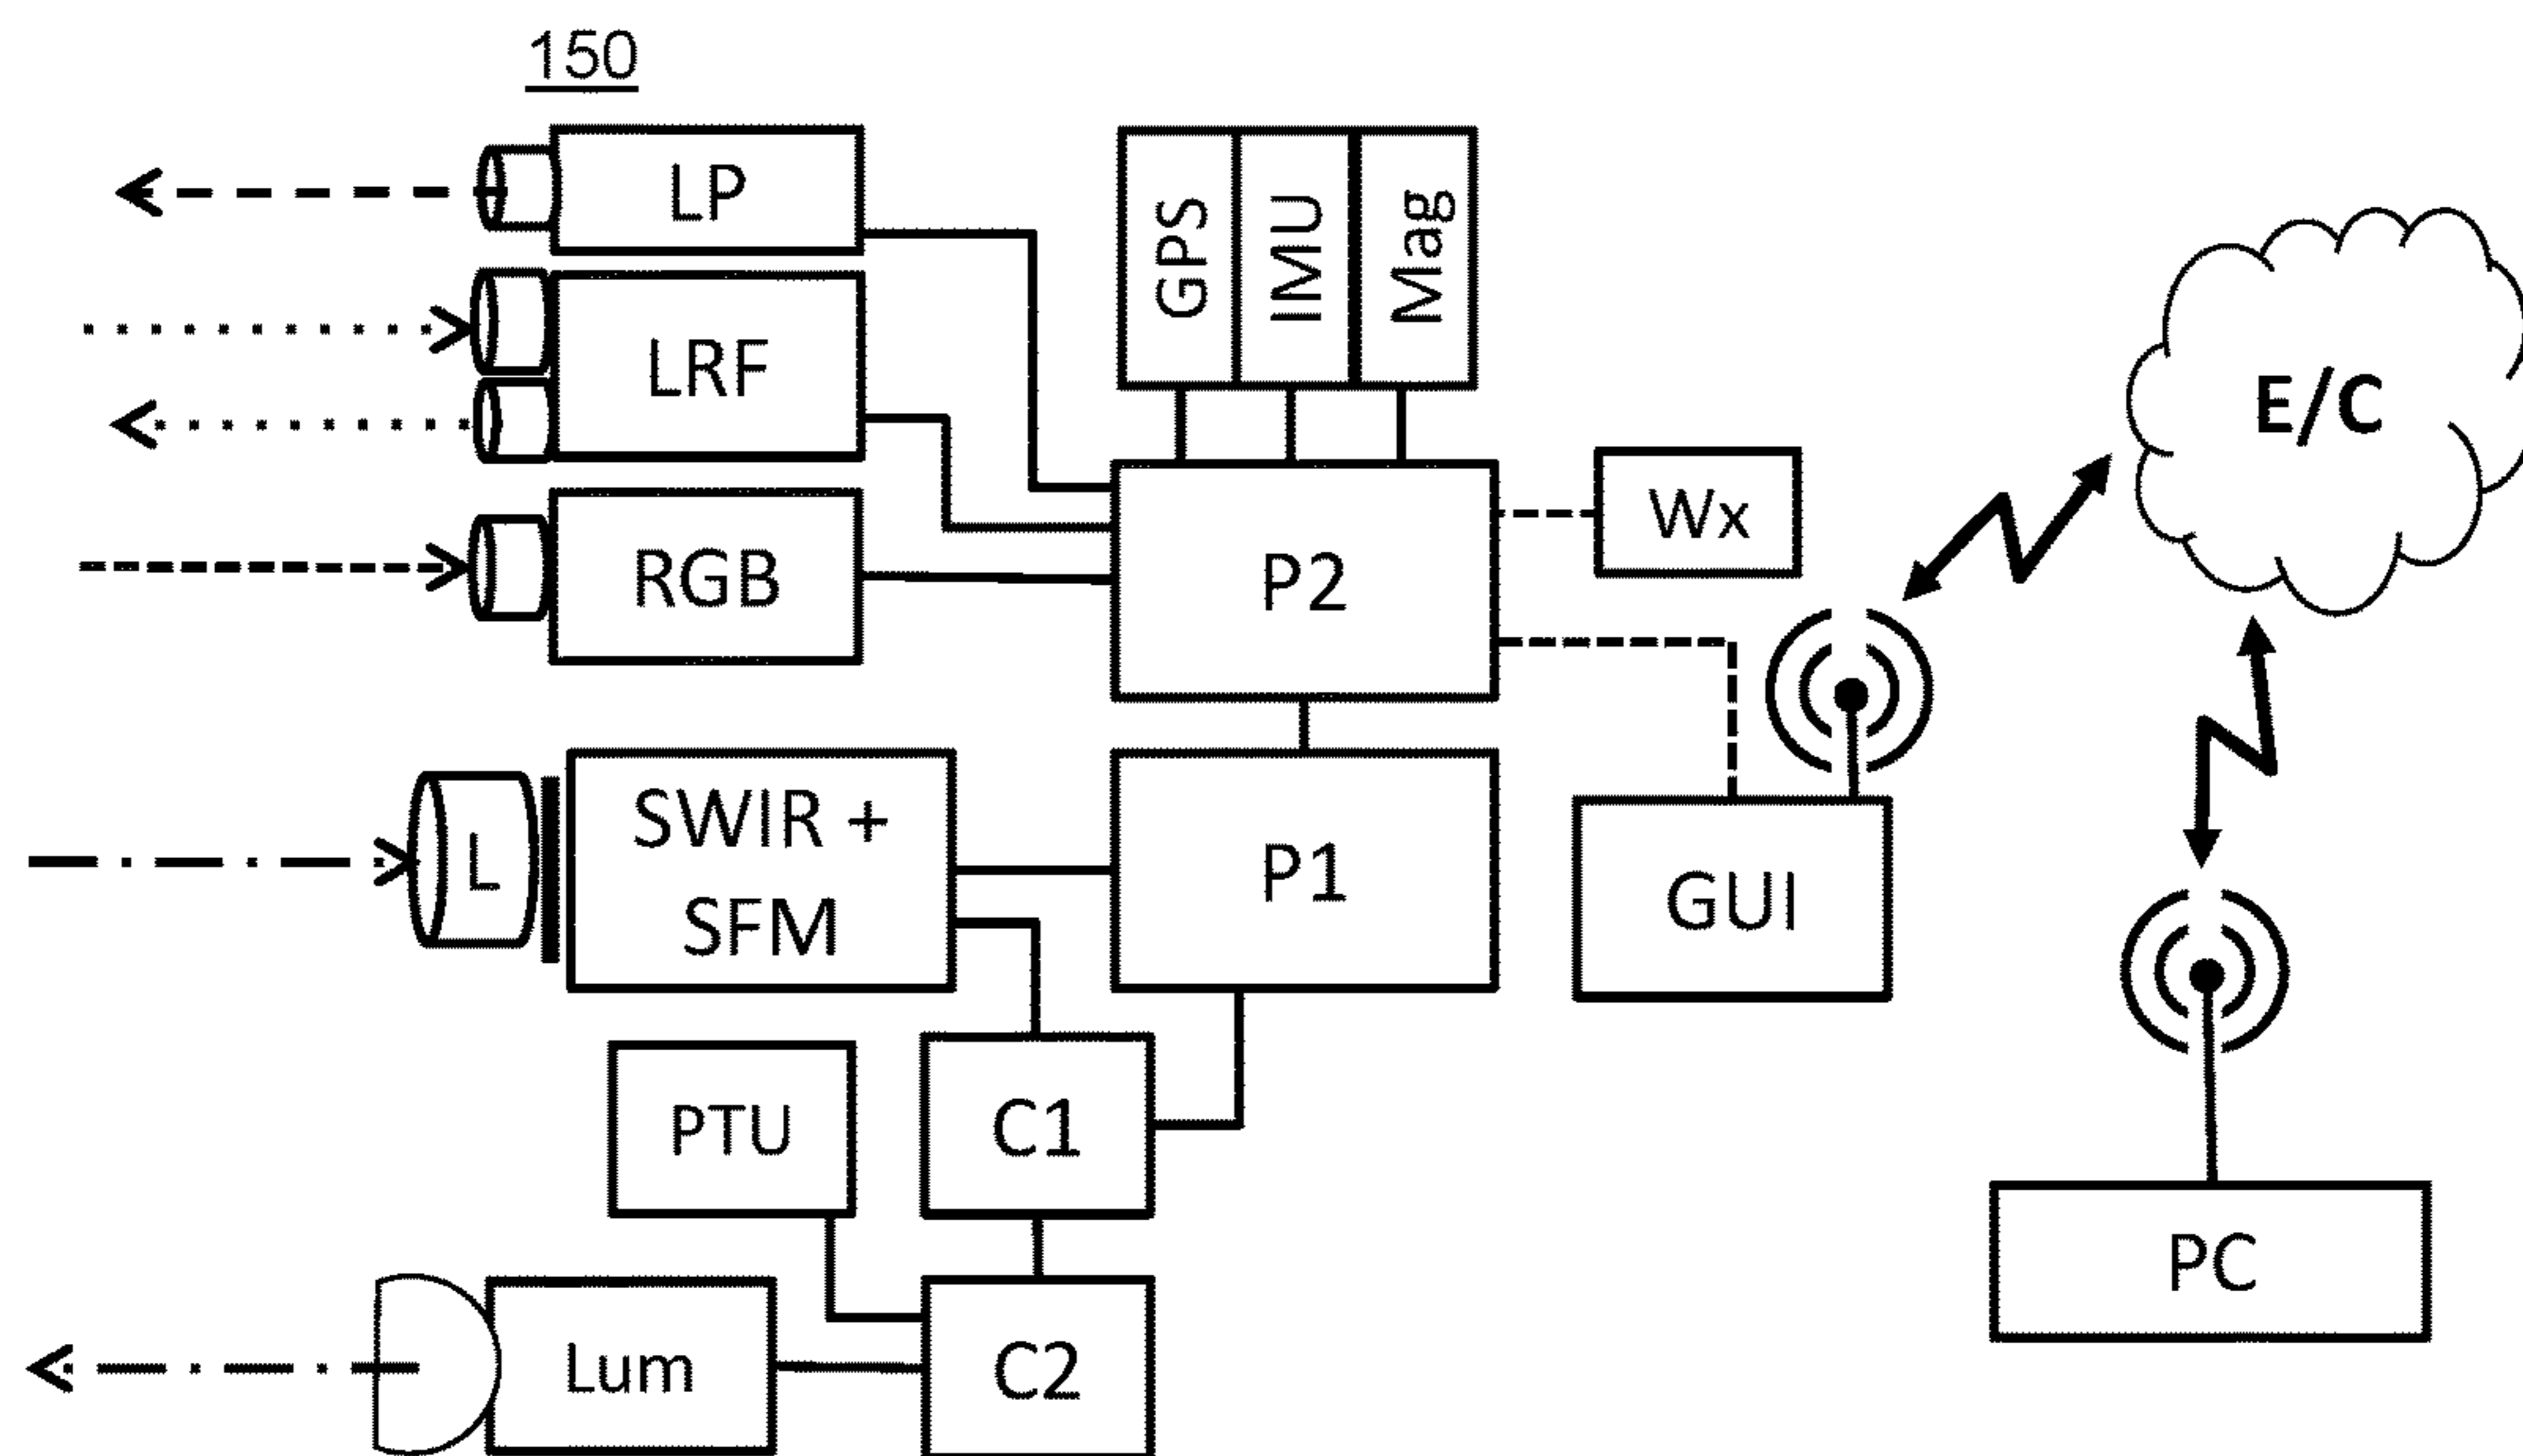 150
LP
GPS
IMU
Mag
LRF
E/C
Wx
RGB
P2
L
SWIR +
SFM
P1
GUI
PTU
C1
PC
Lum
C2